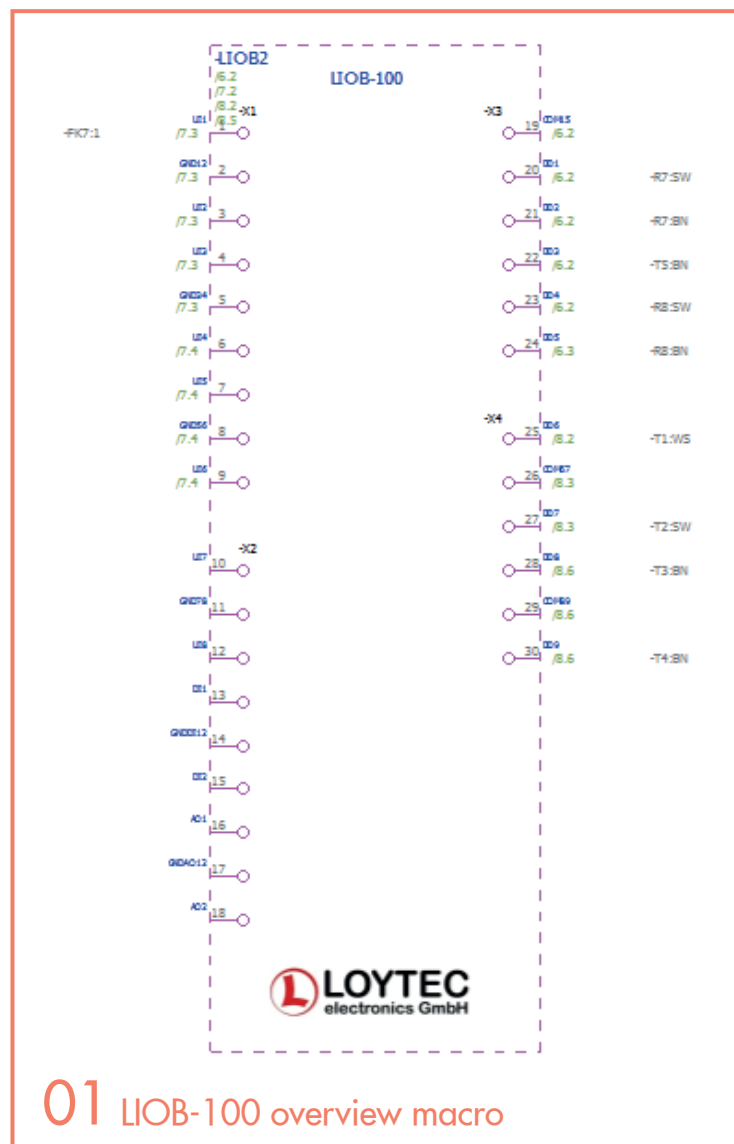 -LIOB2
LIOB-100
/6.2
/7.2
/8.2
/8.5
-X1
-X3
-FK7:1 /7.3 UI1 1
19 COM15 /6.2
/7.3 GND12 2
20 DO1 /6.2 -R7:SW
/7.3 UI2 3
21 DO2 /6.2 -R7:BN
/7.3 UI3 4
22 DO3 /6.2 -T5:BN
/7.3 GND34 5
23 DO4 /6.2 -R8:SW
/7.4 UI4 6
24 DO5 /6.3 -R8:BN
/7.4 UI5 7
-X4
/7.4 GND56 8
25 DO6 /8.2 -T1:WS
/7.4 UI6 9
26 COM67 /8.3
27 DO7 /8.3 -T2:SW
-X2
UI7 10
28 DO8 /8.6 -T3:BN
GND78 11
29 COM89 /8.6
UI8 12
30 DO9 /8.6 -T4:BN
DI1 13
GNDDI12 14
DI2 15
AO1 16
GNDAO12 17
AO2 18
LOYTEC
electronics GmbH
01 LIOB-100 overview macro